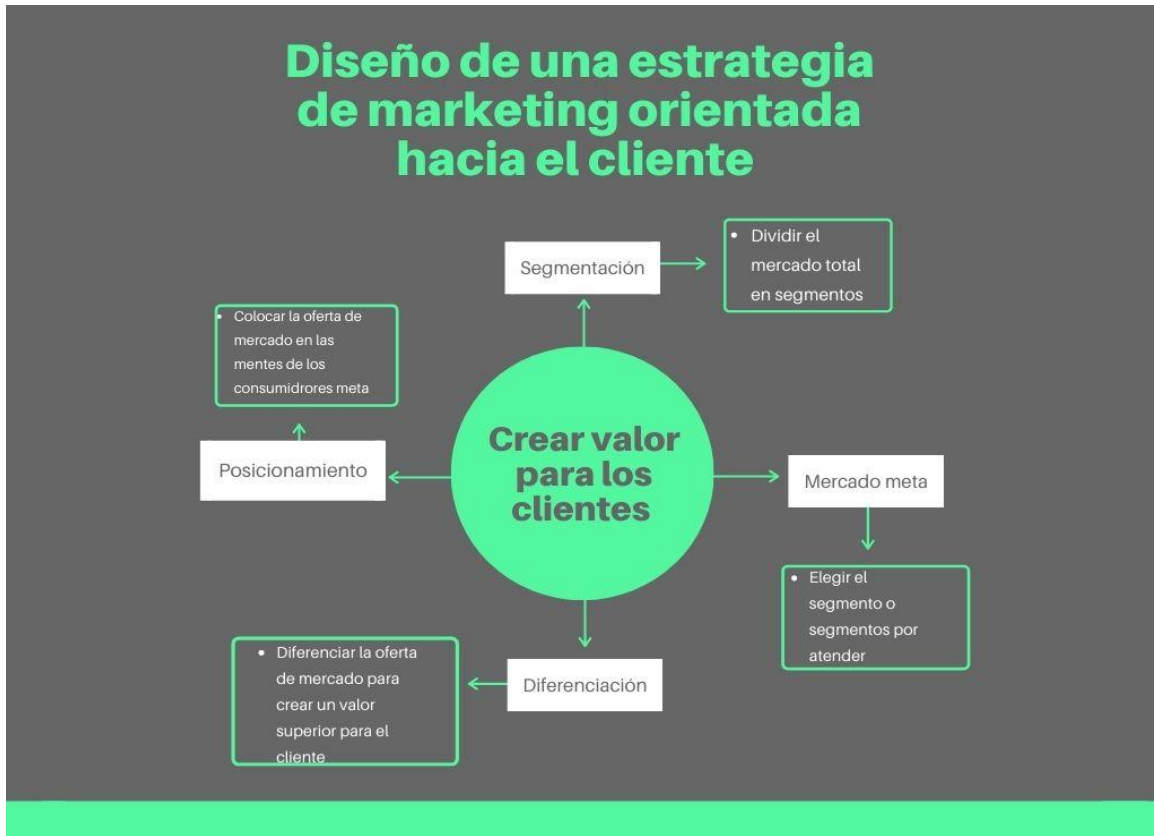 Diseño de una estrategia
de marketing orientada
hacia el cliente
Segmentación
• Dividir el
mercado total
en segmentos
• Colocar la oferta de
mercado en las
mentes de los
consumidrores meta
Posicionamiento
Crear valor
para los
clientes
Mercado meta
• Elegir el
segmento o
segmentos por
atender
• Diferenciar la oferta
de mercado para
crear un valor
superior para el
cliente
Diferenciación